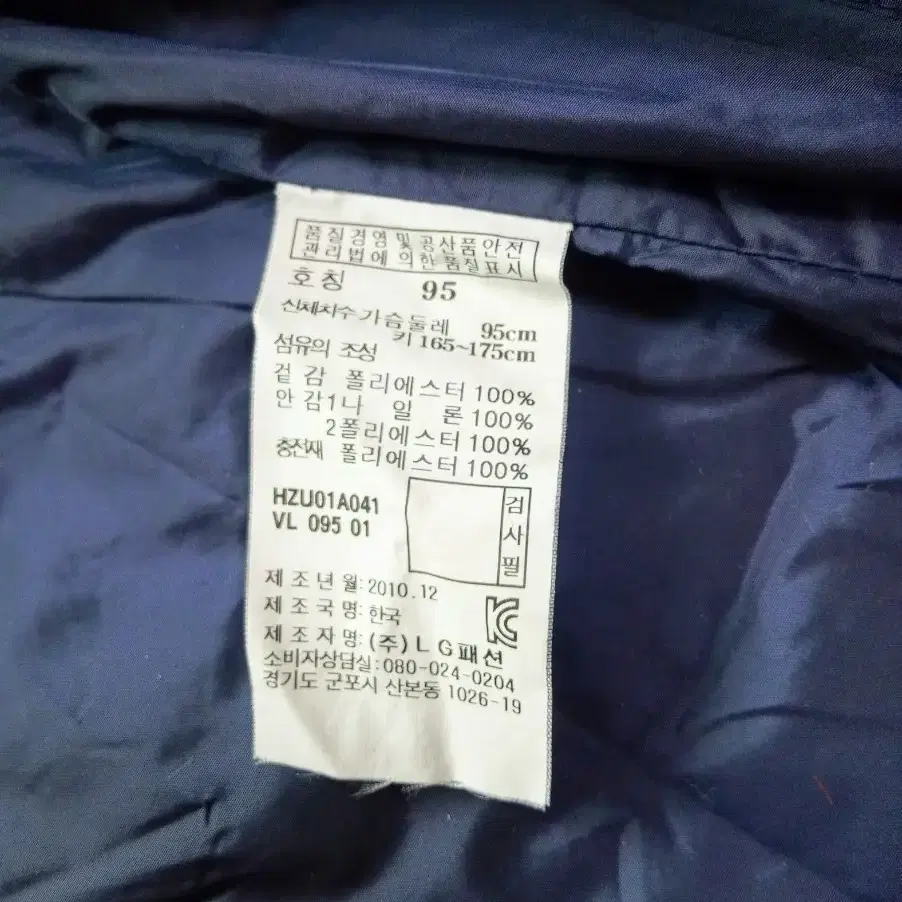 품질경영및공산품안전
관리법에 의한 품질표시
호칭 95
신체치수 가슴둘레 95cm
키 165~175cm
섬유의 조성
겉감 폴리에스터 100%
안감1나일론 100%
2폴리에스터 100%
충전재 폴리에스터 100%
HZU01A041
VL 095 01
검사필
제조년월: 2010.12
제조국명: 한국
제조자명: (주)LG패션
소비자상담실: 080-024-0204
경기도 군포시 산본동 1026-19